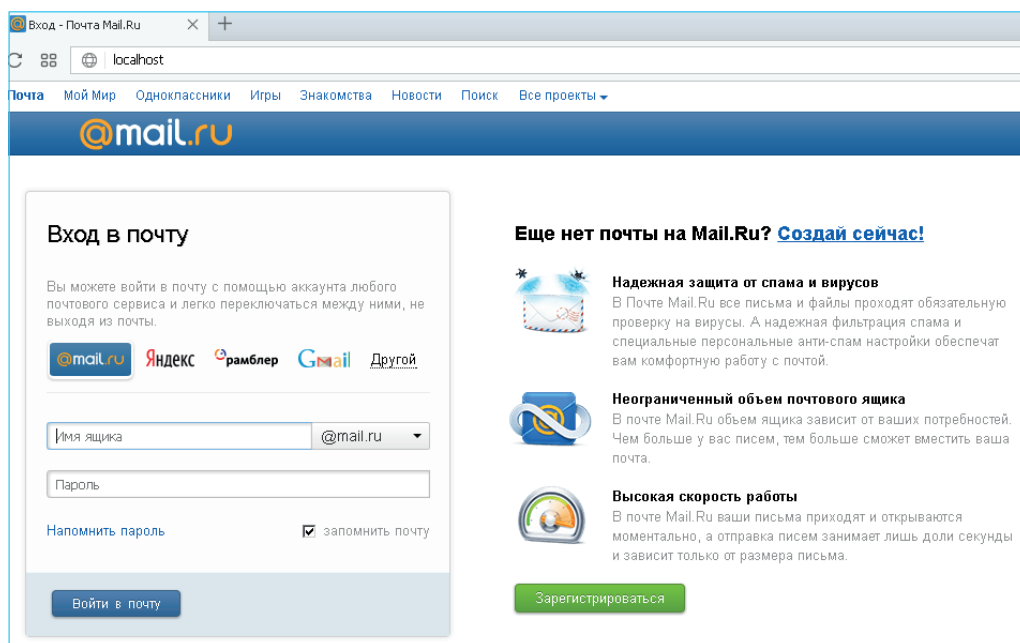 Вход - Почта Mail.Ru
localhost
Почта Мой Мир Одноклассники Игры Знакомства Новости Поиск Все проекты
@mail.ru
Вход в почту
Вы можете войти в почту с помощью аккаунта любого
почтового сервиса и легко переключаться между ними, не
выходя из почты.
@mail.ru Яндекс Рамблер Gmail Другой
Имя ящика @mail.ru
Пароль
Напомнить пароль запомнить почту
Войти в почту
Еще нет почты на Mail.Ru? Создай сейчас!
Надежная защита от спама и вирусов
В Почте Mail.Ru все письма и файлы проходят обязательную
проверку на вирусы. А надежная фильтрация спама и
специальные персональные анти-спам настройки обеспечат
вам комфортную работу с почтой.
Неограниченный объем почтового ящика
В почте Mail.Ru объем ящика зависит от ваших потребностей.
Чем больше у вас писем, тем больше сможет вместить ваша
почта.
Высокая скорость работы
В почте Mail.Ru ваши письма приходят и открываются
моментально, а отправка писем занимает лишь доли секунды
и зависит только от размера письма.
Зарегистрироваться